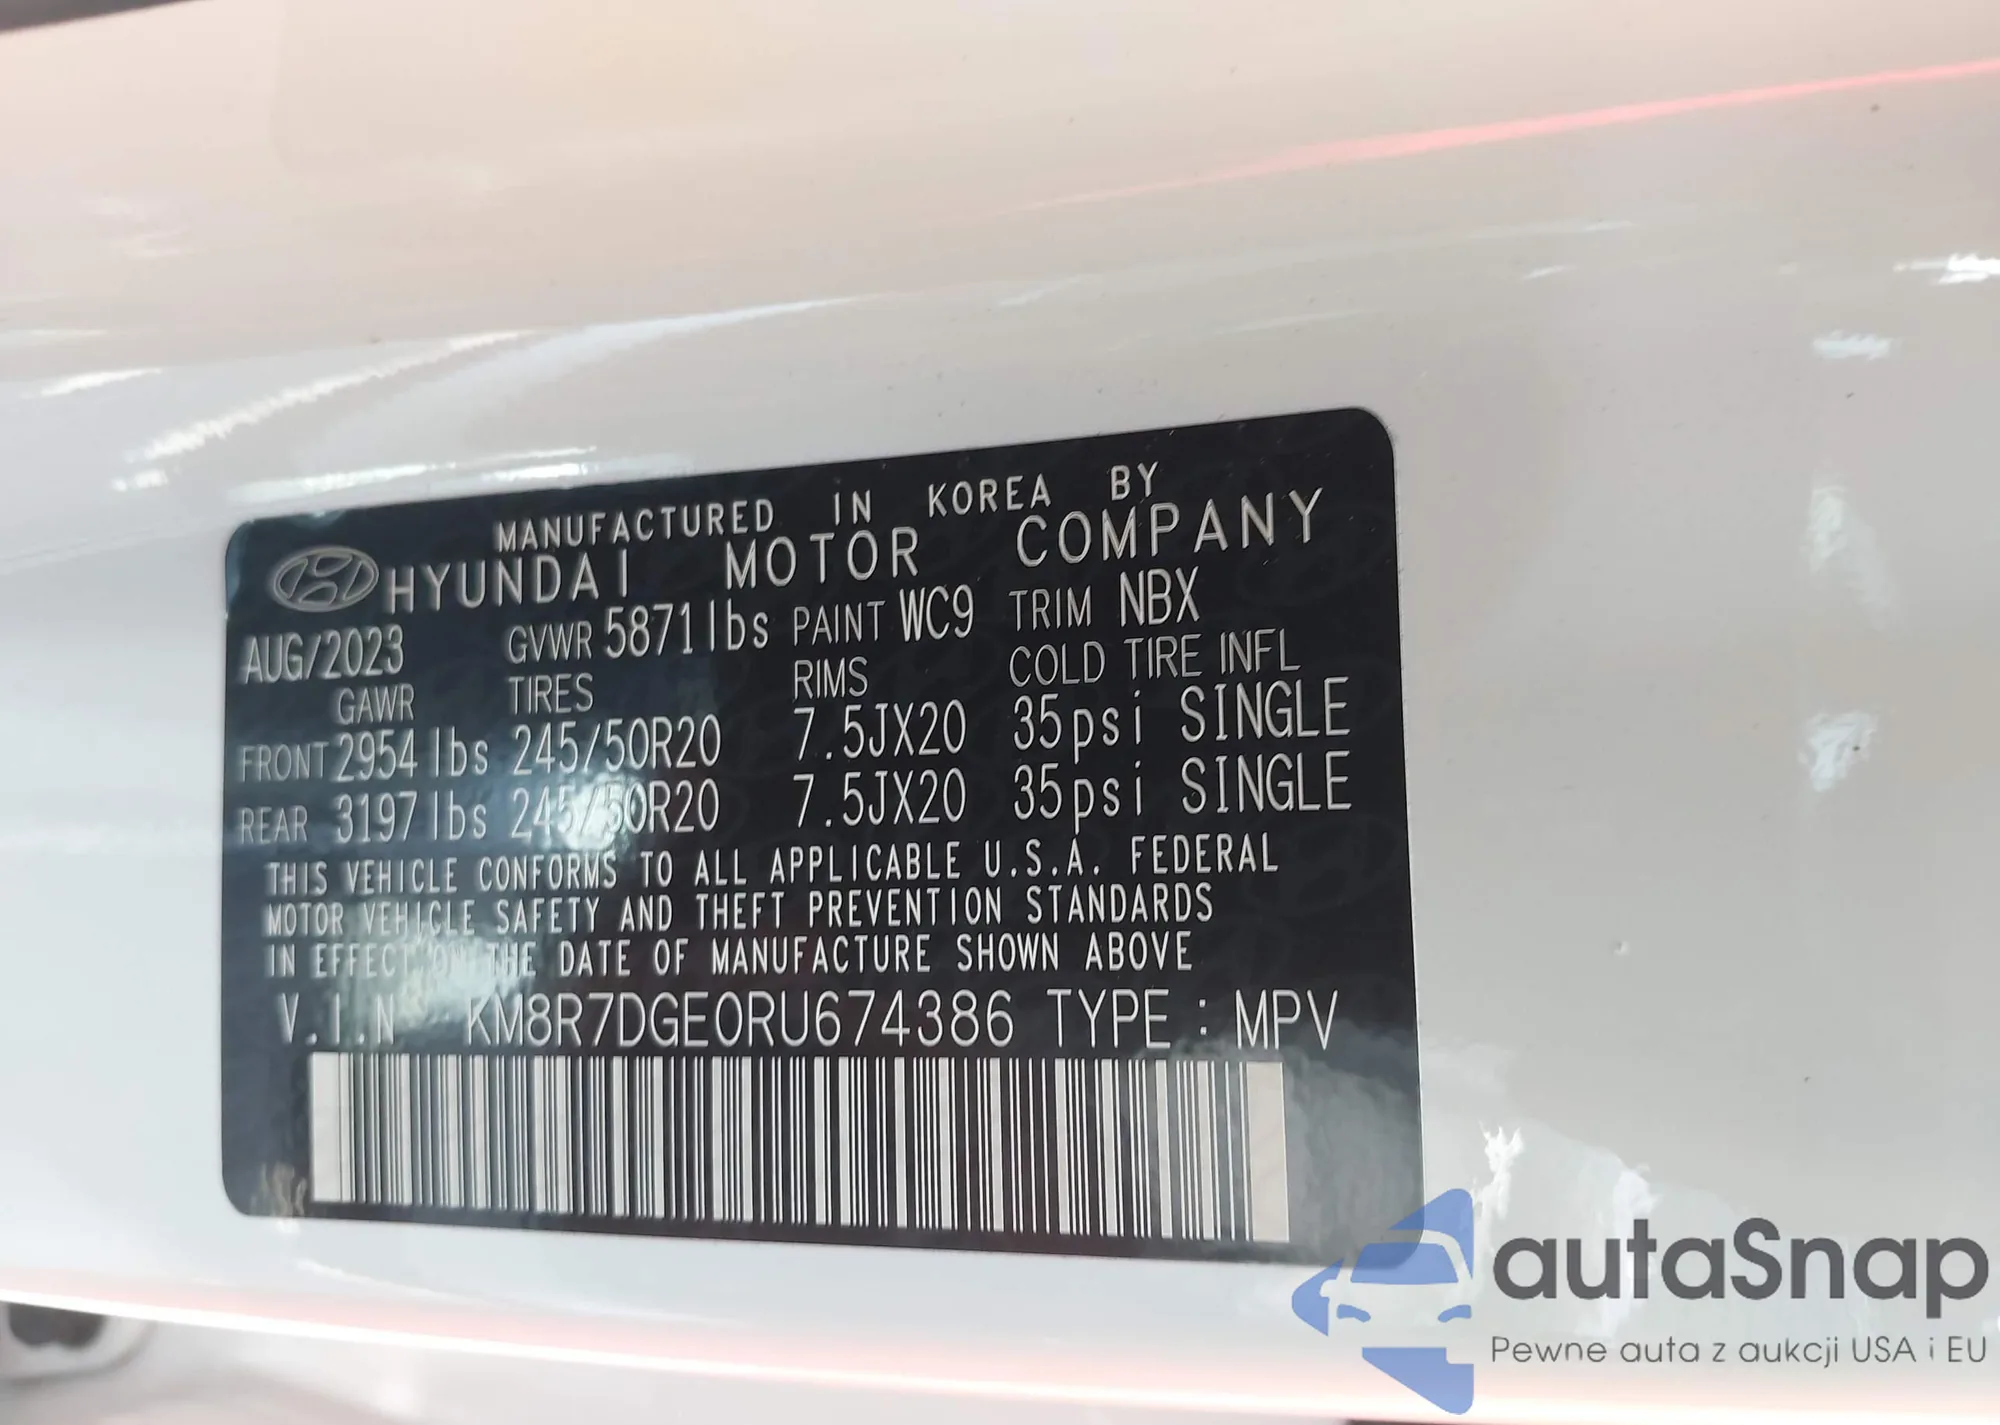 MANUFACTURED IN KOREA BY
HYUNDAI MOTOR COMPANY
AUG/2023 GVWR 5871lbs PAINT WC9 TRIM NBX
GAWR TIRES RIMS COLD TIRE INFL
FRONT 2954 lbs 245/50R20 7.5JX20 35psi SINGLE
REAR 3197 lbs 245/50R20 7.5JX20 35psi SINGLE
THIS VEHICLE CONFORMS TO ALL APPLICABLE U.S.A. FEDERAL
MOTOR VEHICLE SAFETY AND THEFT PREVENTION STANDARDS
IN EFFECT ON THE DATE OF MANUFACTURE SHOWN ABOVE
V.I.N KM8R7DGE0RU674386 TYPE : MPV
autaSnap
Pewne auta z aukcji USA i EU